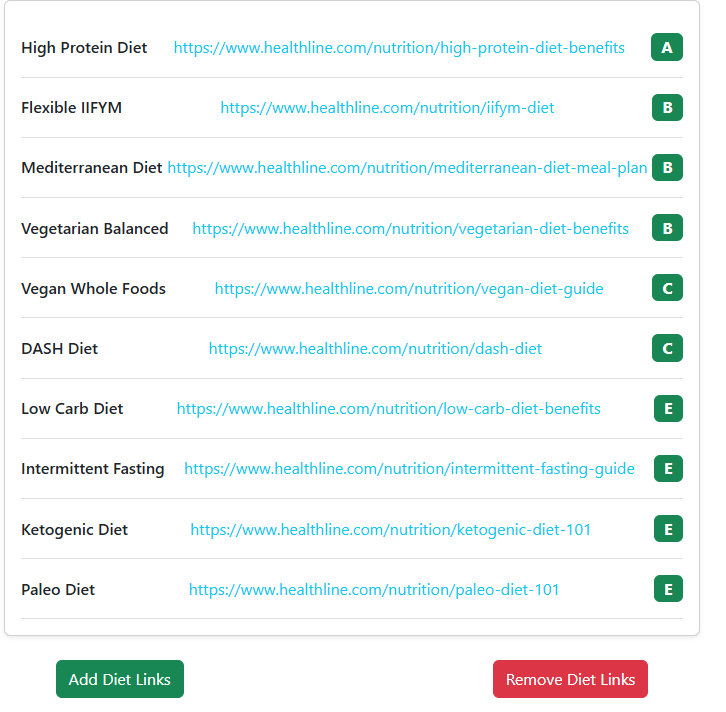 High Protein Diet https://www.healthline.com/nutrition/high-protein-diet-benefits A
Flexible IIFYM https://www.healthline.com/nutrition/iifym-diet B
Mediterranean Diet https://www.healthline.com/nutrition/mediterranean-diet-meal-plan B
Vegetarian Balanced https://www.healthline.com/nutrition/vegetarian-diet-benefits B
Vegan Whole Foods https://www.healthline.com/nutrition/vegan-diet-guide C
DASH Diet https://www.healthline.com/nutrition/dash-diet C
Low Carb Diet https://www.healthline.com/nutrition/low-carb-diet-benefits E
Intermittent Fasting https://www.healthline.com/nutrition/intermittent-fasting-guide E
Ketogenic Diet https://www.healthline.com/nutrition/ketogenic-diet-101 E
Paleo Diet https://www.healthline.com/nutrition/paleo-diet-101 E
Add Diet Links Remove Diet Links